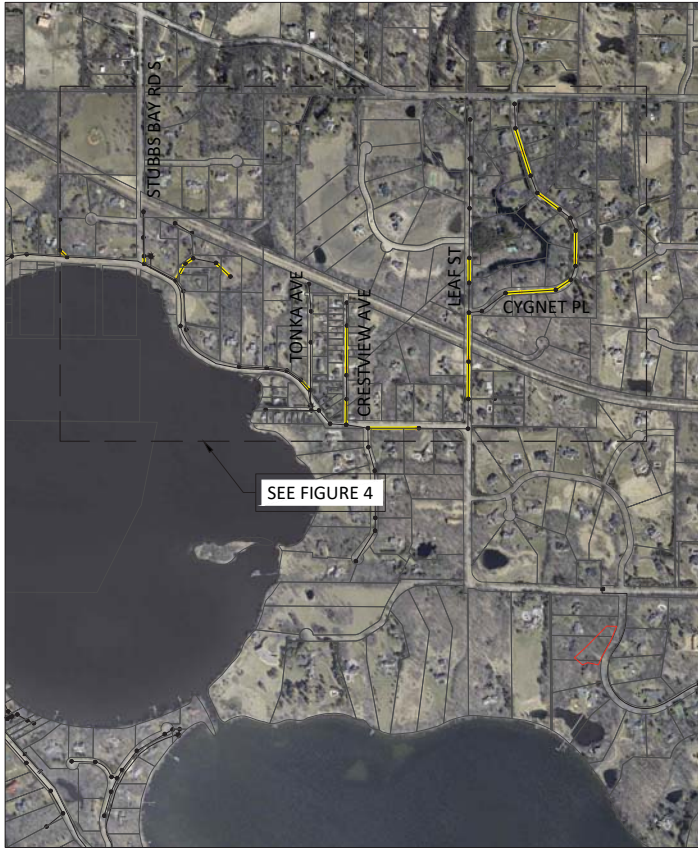 STUBBS BAY RD S
TONKA AVE
CRESTVIEW AVE
LEAF ST
CYGNET PL
SEE FIGURE 4